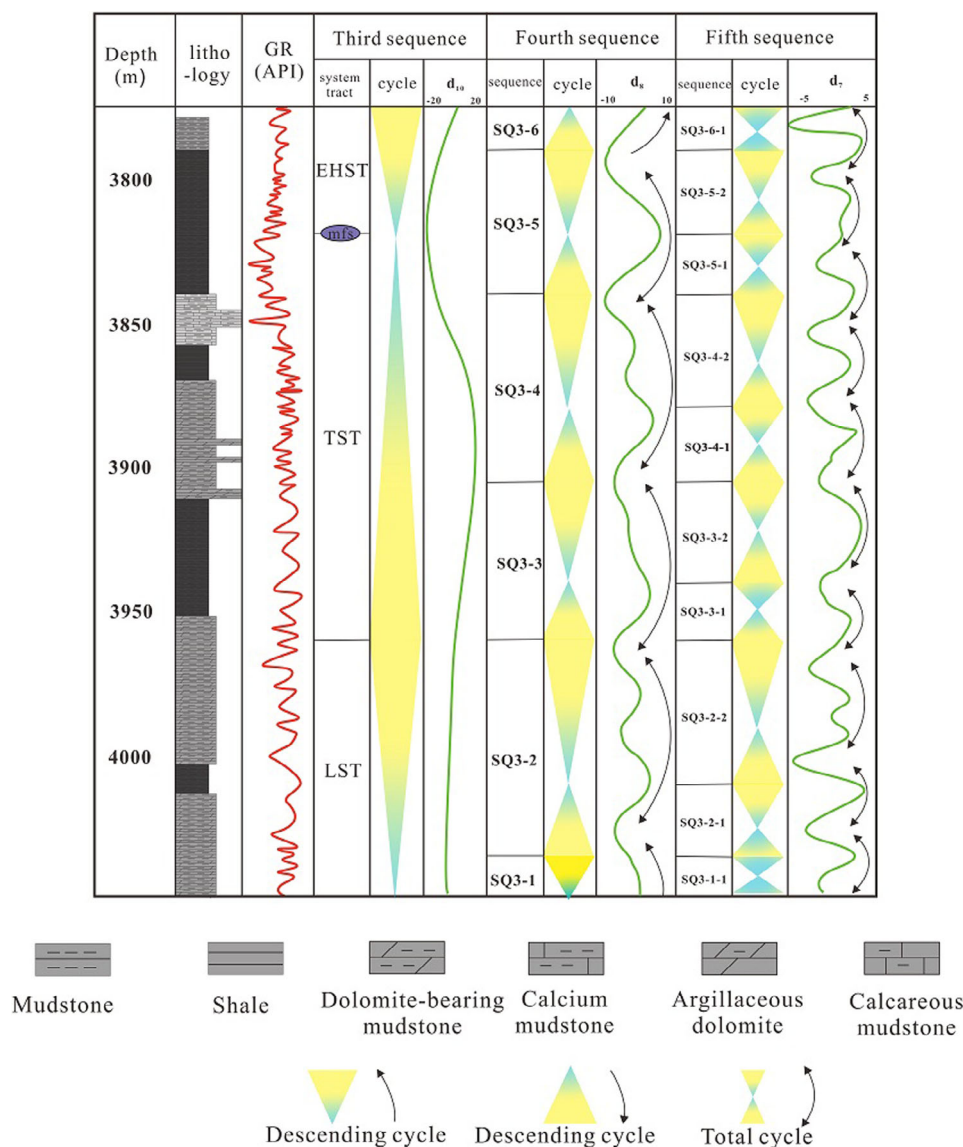 Third sequence
Fourth sequence
Fifth sequence
Depth
(m)
litho
-logy
GR
(API)
system
tract
cycle
d₁₀
-20 20
sequence
cycle
d₈
-10 10
sequence
cycle
d₇
-5 5
3800
3850
3900
3950
4000
EHST
mfs
TST
LST
SQ3-6
SQ3-5
SQ3-4
SQ3-3
SQ3-2
SQ3-1
SQ3-6-1
SQ3-5-2
SQ3-5-1
SQ3-4-2
SQ3-4-1
SQ3-3-2
SQ3-3-1
SQ3-2-2
SQ3-2-1
SQ3-1-1
Mudstone
Shale
Dolomite-bearing
mudstone
Calcium
mudstone
Argillaceous
dolomite
Calcareous
mudstone
Descending cycle
Descending cycle
Total cycle